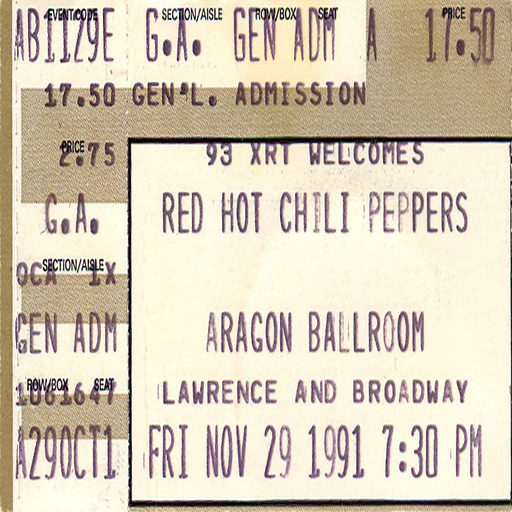 EVENT CODE SECTION/AISLE ROW/BOX SEAT PRICE
AB1129E G.A. GEN ADM A 17.50
17.50 GEN'L. ADMISSION
PRICE
2.75 93 XRT WELCOMES
G.A. RED HOT CHILI PEPPERS
SECTION/AISLE
OCA 1X
GEN ADM ARAGON BALLROOM
ROW/BOX SEAT
LAWRENCE AND BROADWAY
A29OCT1 FRI NOV 29 1991 7:30 PM